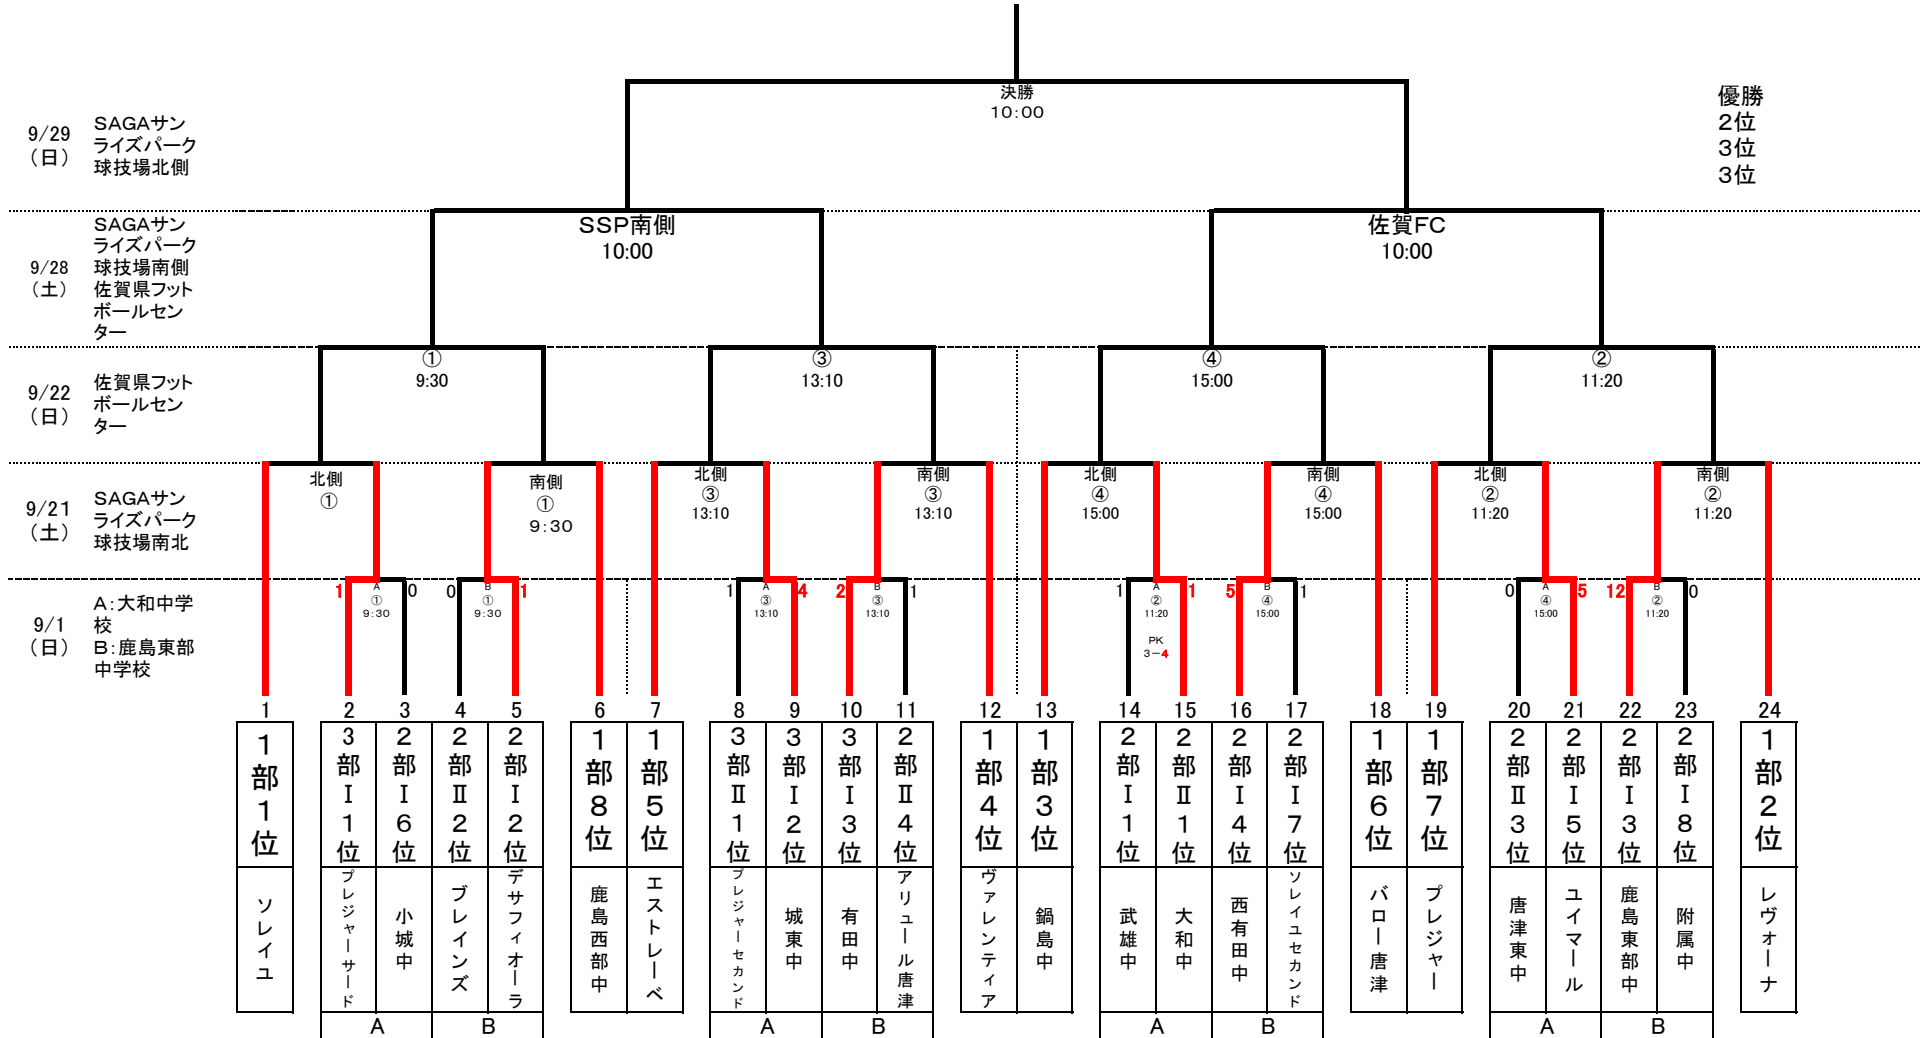 決勝
10:00
優勝
2位
3位
3位
9/29
(日)
SAGAサン
ライズパーク
球技場北側
9/28
(土)
SAGAサン
ライズパーク
球技場南側
佐賀県フット
ボールセン
ター
SSP南側
10:00
佐賀FC
10:00
9/22
(日)
佐賀県フット
ボールセン
ター
①
9:30
③
13:10
④
15:00
②
11:20
9/21
(土)
SAGAサン
ライズパーク
球技場南北
北側
①
南側
①
9:30
北側
③
13:10
南側
③
13:10
北側
④
15:00
南側
④
15:00
北側
②
11:20
南側
②
11:20
9/1
(日)
A:大和中学
校
B:鹿島東部
中学校
1 A 0
①
9:30
0 B 1
①
9:30
1 A 4
③
13:10
2 B 1
③
13:10
1 A 1
②
11:20
PK
3-4
5 B 1
④
15:00
0 A 5
④
15:00
12 B 0
②
11:20
1 2 3 4 5 6 7 8 9 10 11 12 13 14 15 16 17 18 19 20 21 22 23 24
1部1位
3部Ⅰ1位
2部Ⅰ6位
2部Ⅱ2位
2部Ⅰ2位
1部8位
1部5位
3部Ⅱ1位
3部Ⅰ2位
3部Ⅰ3位
2部Ⅱ4位
1部4位
1部3位
2部Ⅰ1位
2部Ⅱ1位
2部Ⅰ4位
2部Ⅰ7位
1部6位
1部7位
2部Ⅱ3位
2部Ⅰ5位
2部Ⅰ3位
2部Ⅰ8位
1部2位
ソレイユ
プレジャーサード
小城中
ブレインズ
デサフィオーラ
鹿島西部中
エストレーベ
プレジャーセカンド
城東中
有田中
アリュール唐津
ヴァレンティア
鍋島中
武雄中
大和中
西有田中
ソレイユセカンド
バロー唐津
プレジャー
唐津東中
ユイマール
鹿島東部中
附属中
レヴォーナ
A B A B A B A B